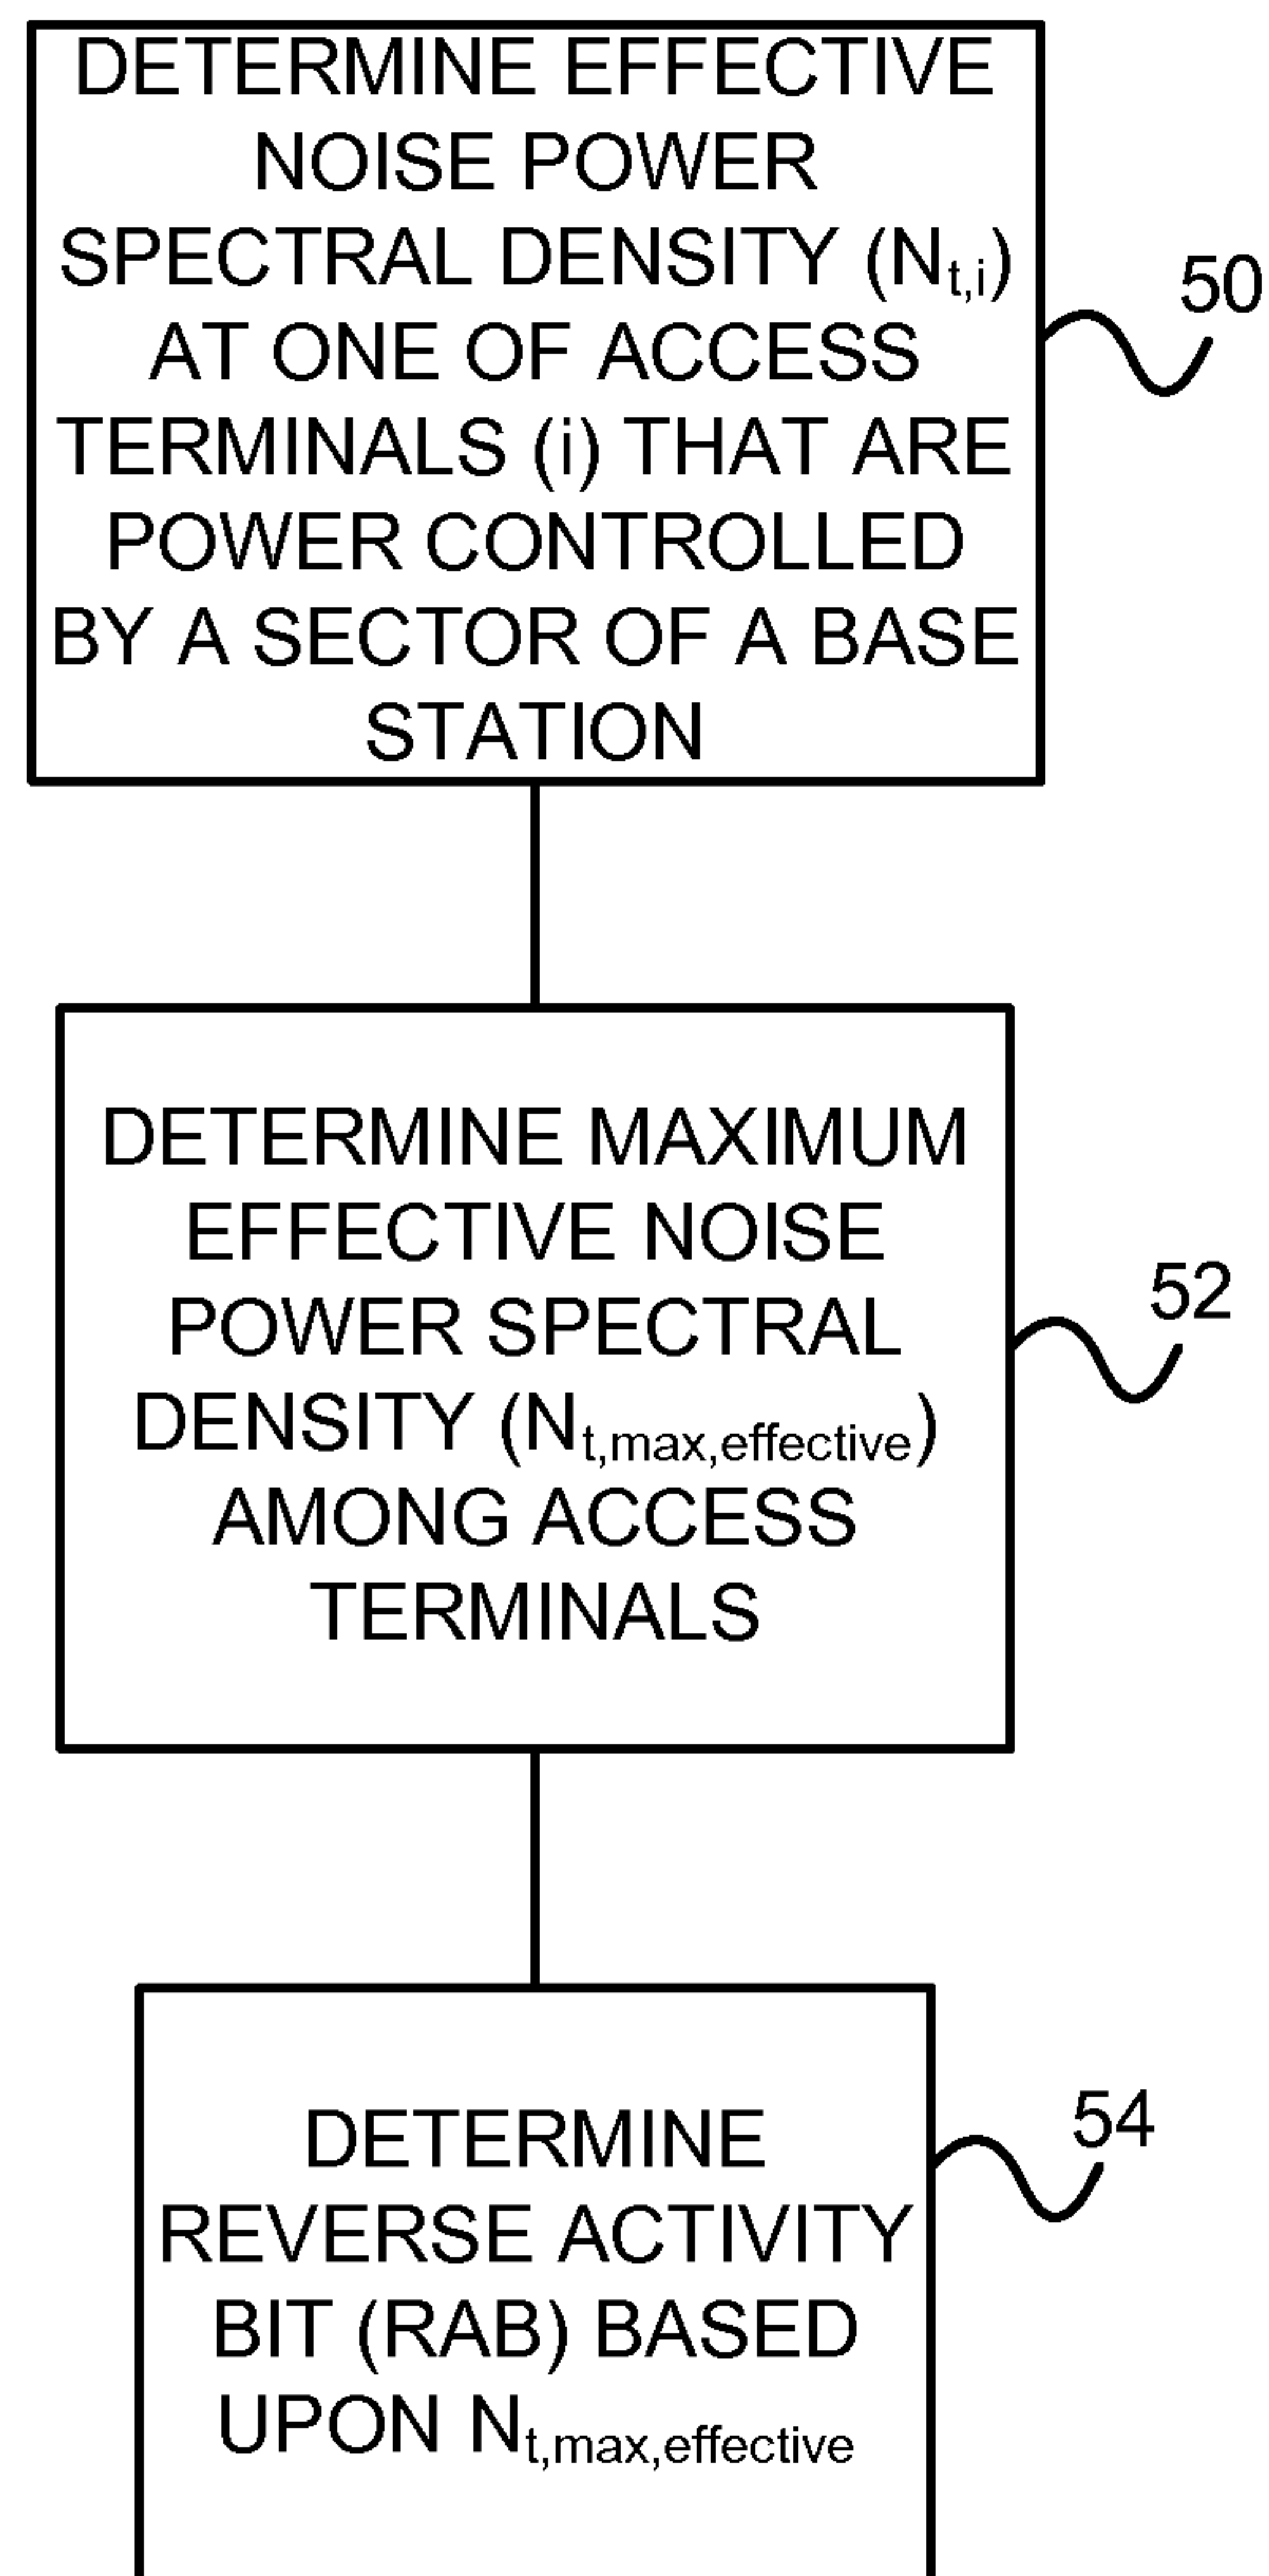 DETERMINE EFFECTIVE
NOISE POWER
SPECTRAL DENSITY (Nt,i)
AT ONE OF ACCESS
TERMINALS (i) THAT ARE
POWER CONTROLLED
BY A SECTOR OF A BASE
STATION
50
DETERMINE MAXIMUM
EFFECTIVE NOISE
POWER SPECTRAL
DENSITY (Nt,max,effective)
AMONG ACCESS
TERMINALS
52
DETERMINE
REVERSE ACTIVITY
BIT (RAB) BASED
UPON Nt,max,effective
54